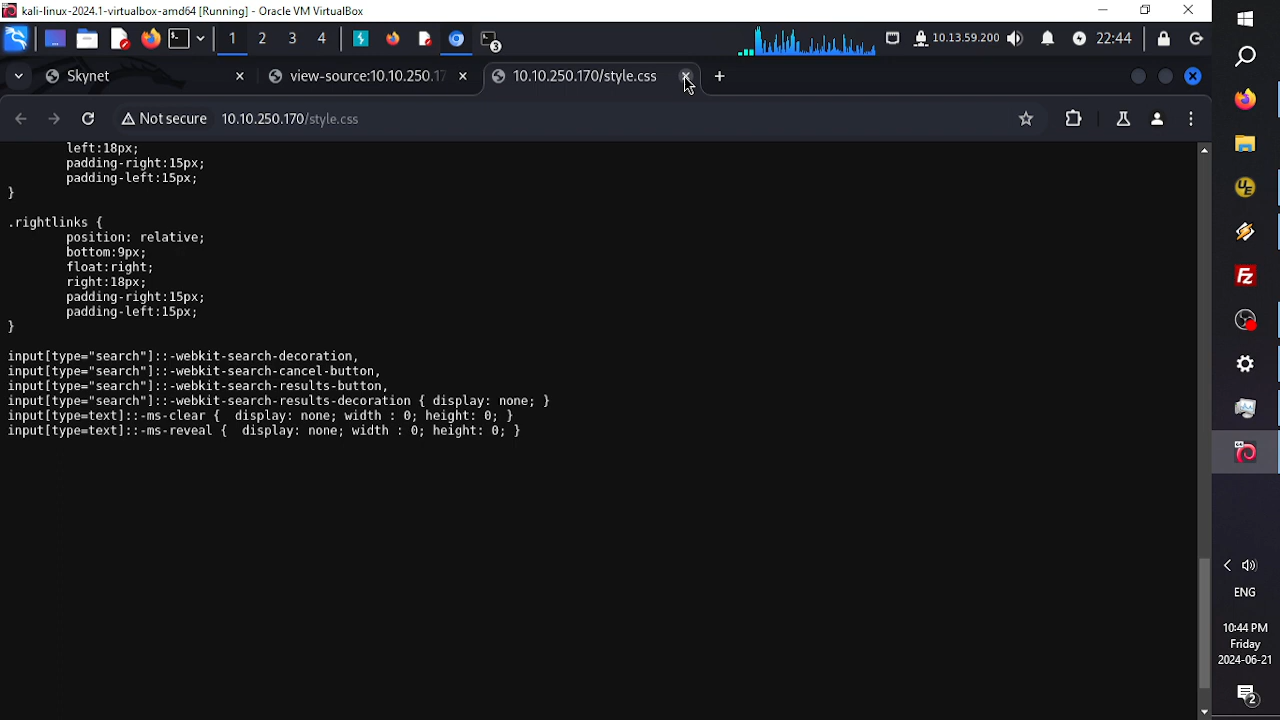 kali-linux-2024.1-virtualbox-amd64 [Running] - Oracle VM VirtualBox
1 2 3 4 3 10.13.59.200 22:44
Skynet view-source:10.10.250.17 10.10.250.170/style.css
Not secure 10.10.250.170/style.css
left:18px;
padding-right:15px;
padding-left:15px;
}
.rightlinks {
position: relative;
bottom:9px;
float:right;
right:18px;
padding-right:15px;
padding-left:15px;
}
input[type="search"]::-webkit-search-decoration,
input[type="search"]::-webkit-search-cancel-button,
input[type="search"]::-webkit-search-results-button,
input[type="search"]::-webkit-search-results-decoration { display: none; }
input[type=text]::-ms-clear {  display: none; width : 0; height: 0; }
input[type=text]::-ms-reveal {  display: none; width : 0; height: 0; }
UE
Fz
64
ENG
10:44 PM
Friday
2024-06-21
2